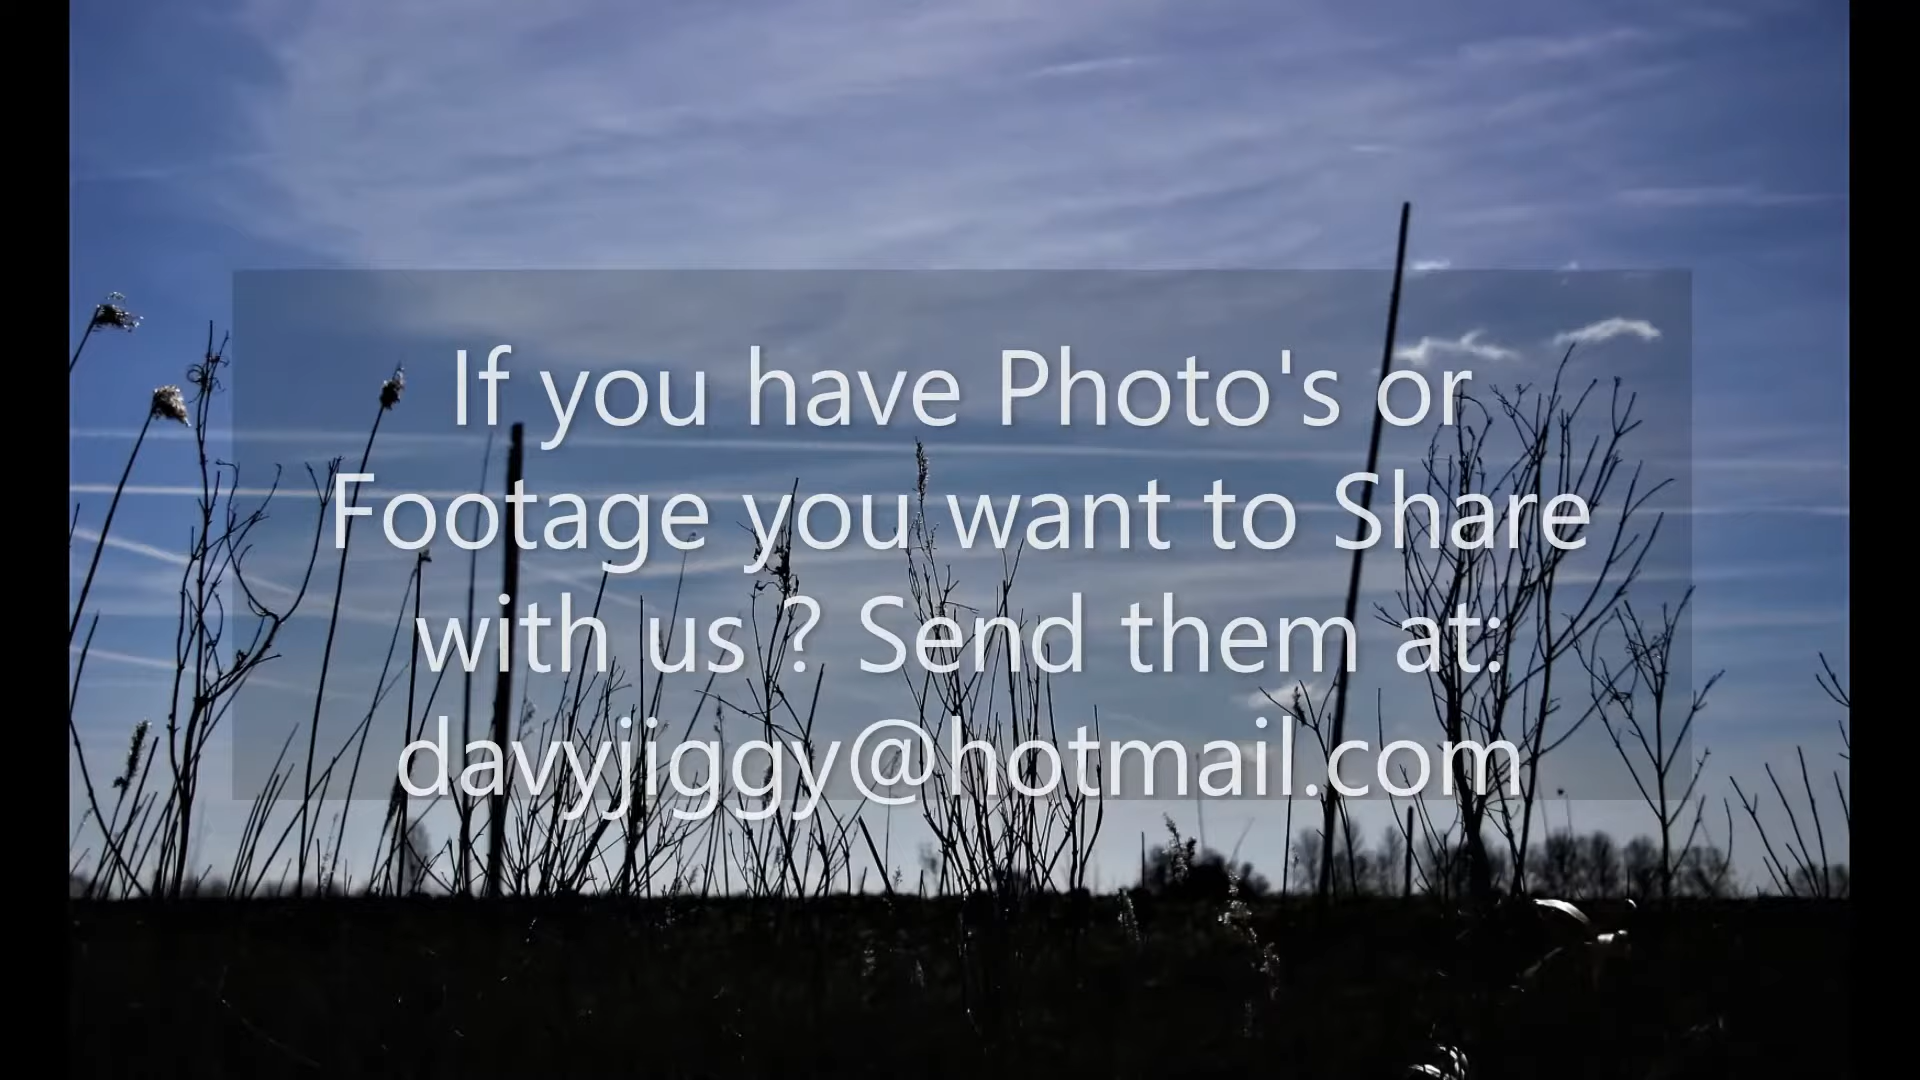 If you have Photo's or
Footage you want to Share
with us ? Send them at:
davyjiggy@hotmail.com